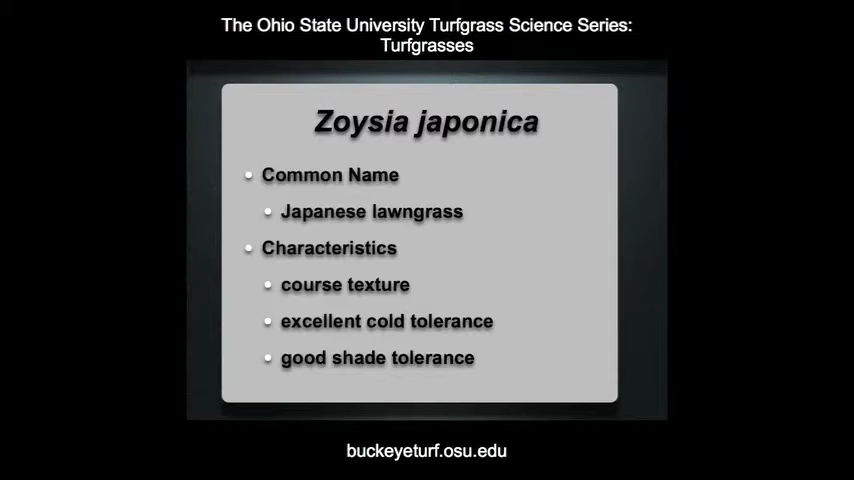 The Ohio State University Turfgrass Science Series:
Turfgrasses
Zoysia japonica
Common Name
Japanese lawngrass
Characteristics
course texture
excellent cold tolerance
good shade tolerance
buckeyeturf.osu.edu